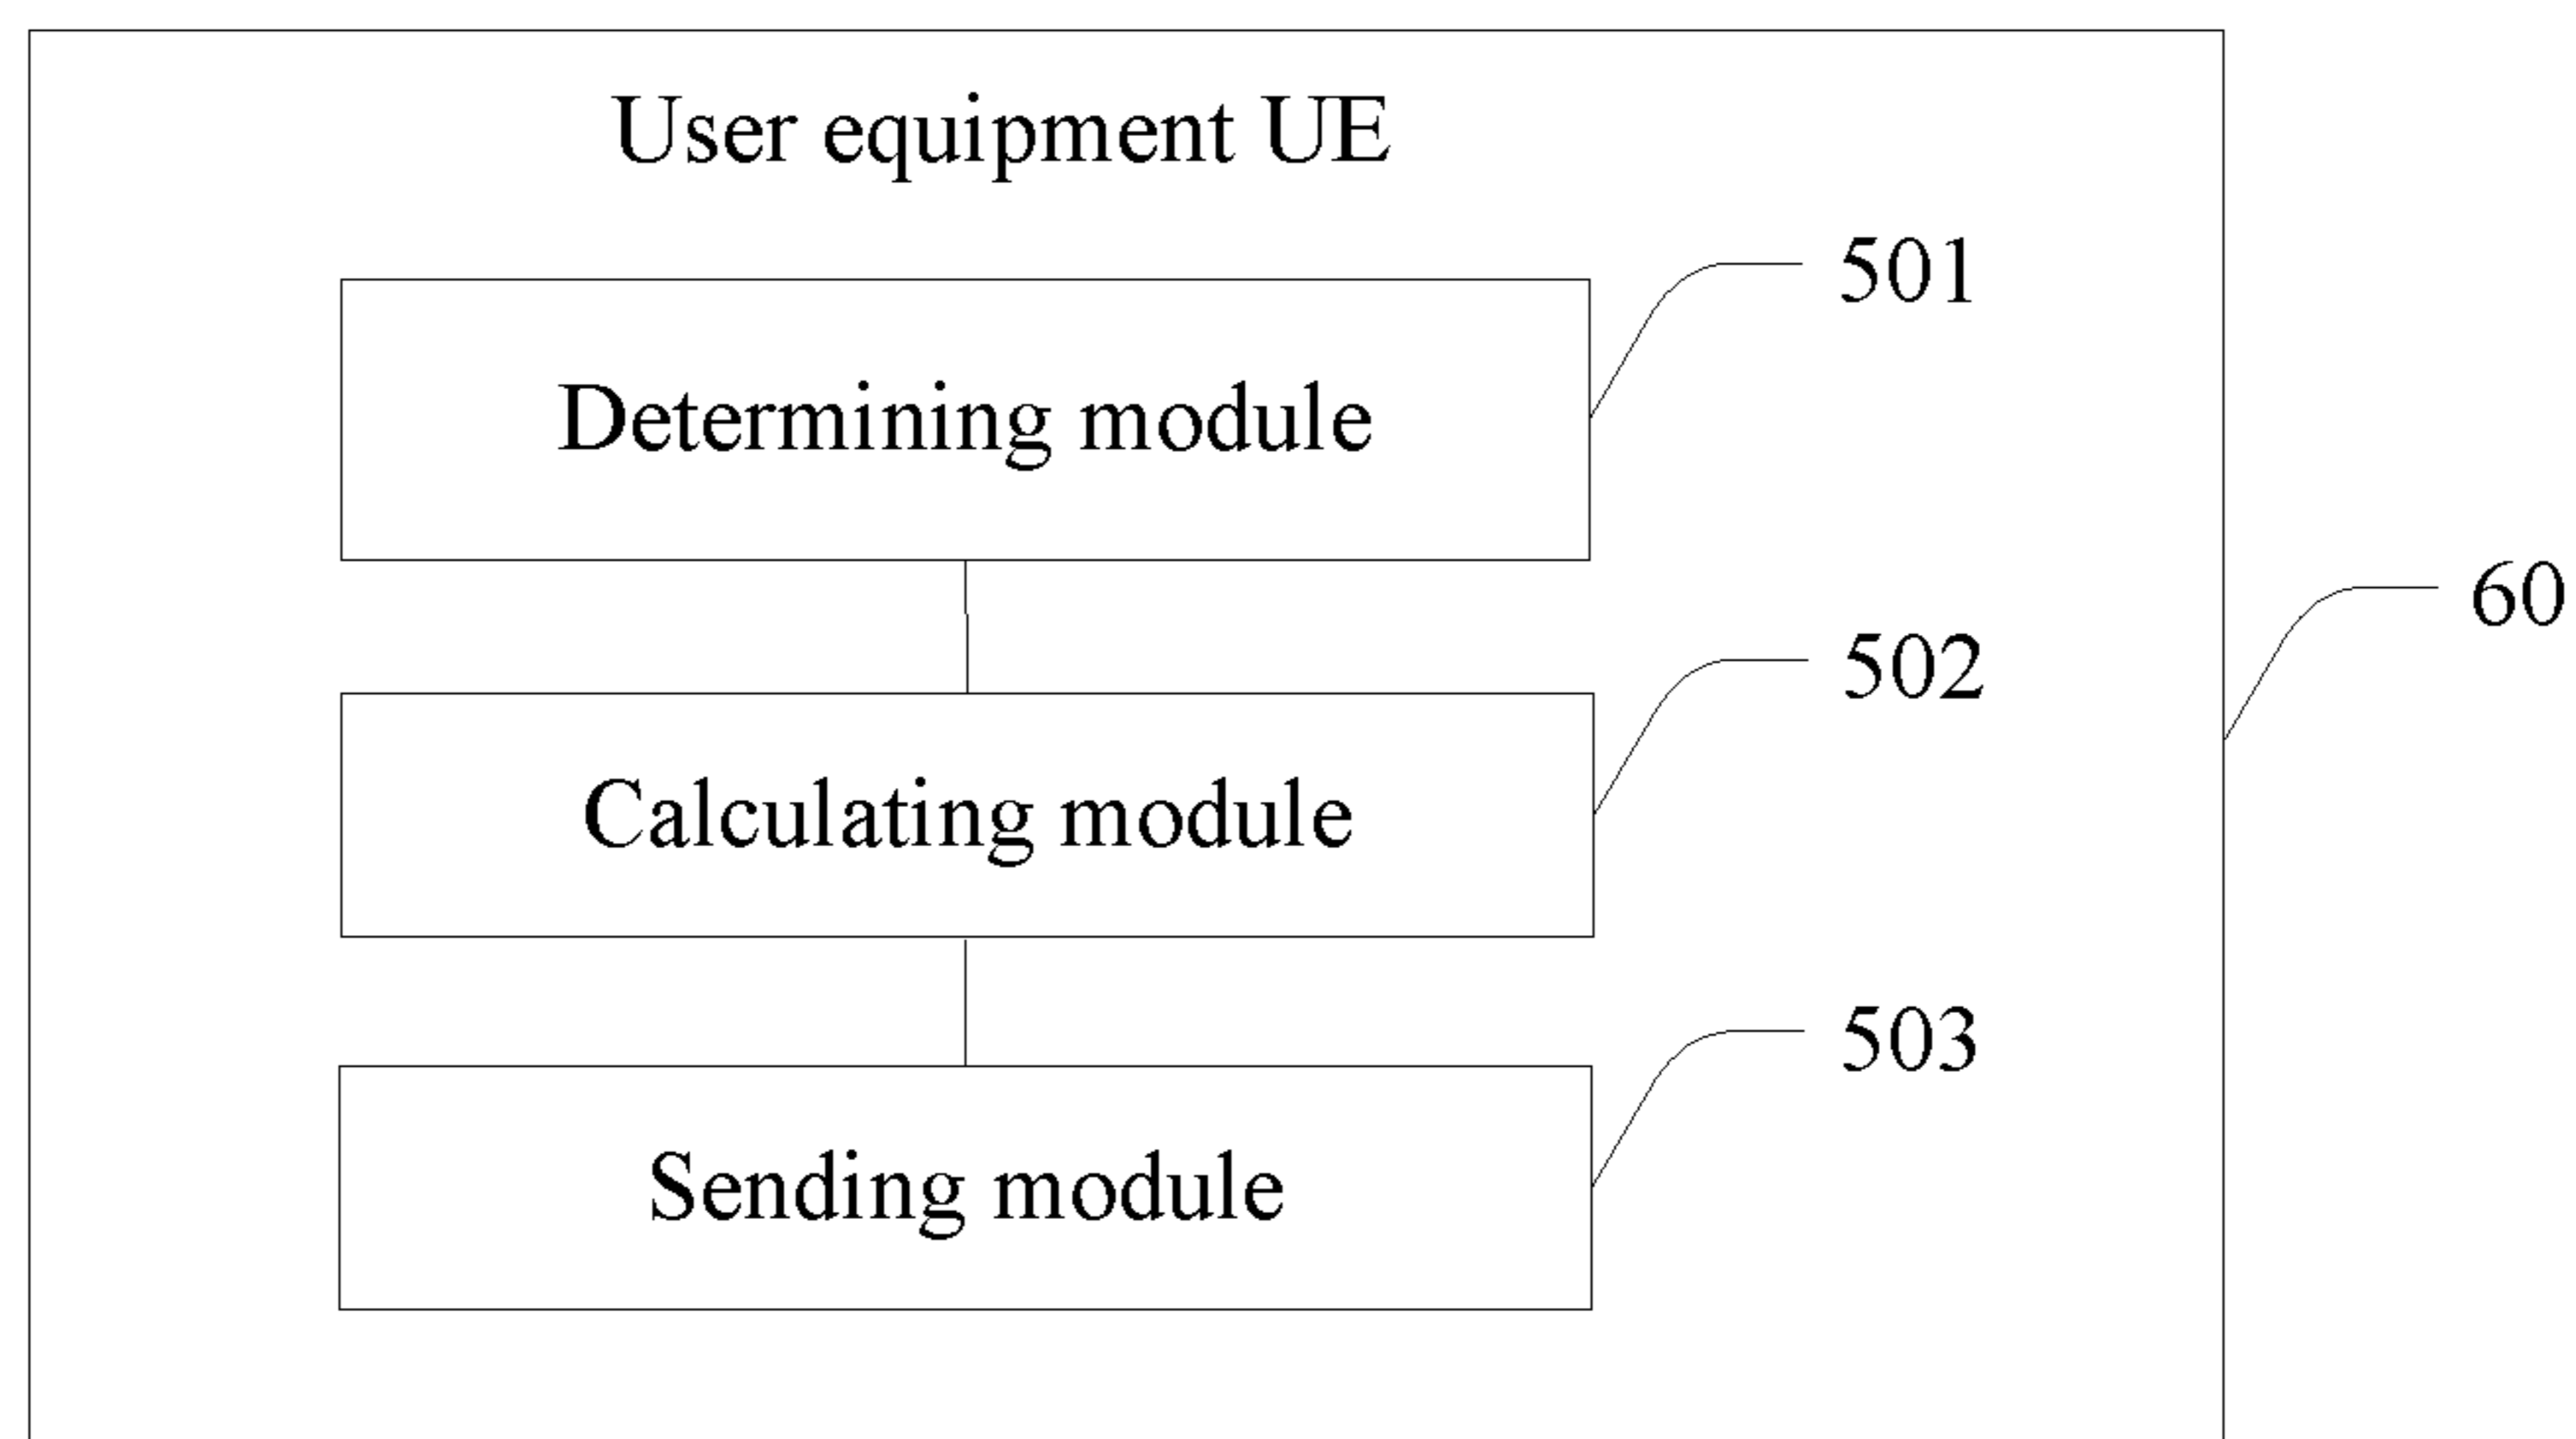 User equipment UE
501
Determining module
60
502
Calculating module
503
Sending module